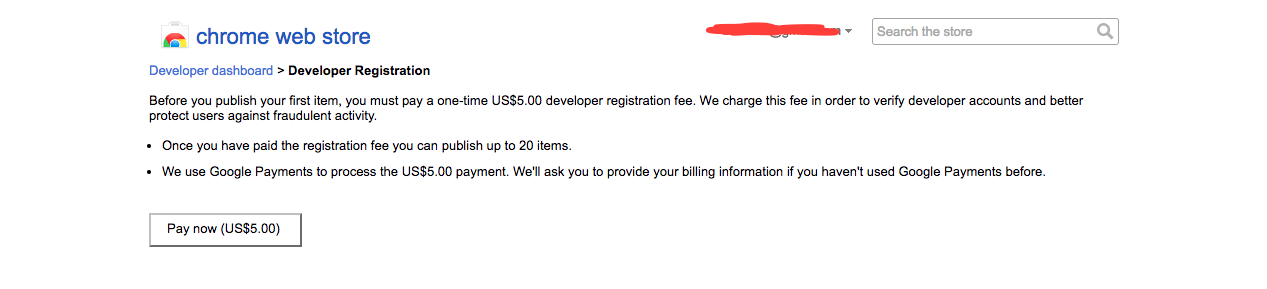 chrome web store
Search the store
Developer dashboard > Developer Registration
Before you publish your first item, you must pay a one-time US$5.00 developer registration fee. We charge this fee in order to verify developer accounts and better
protect users against fraudulent activity.
• Once you have paid the registration fee you can publish up to 20 items.
• We use Google Payments to process the US$5.00 payment. We'll ask you to provide your billing information if you haven't used Google Payments before.
Pay now (US$5.00)